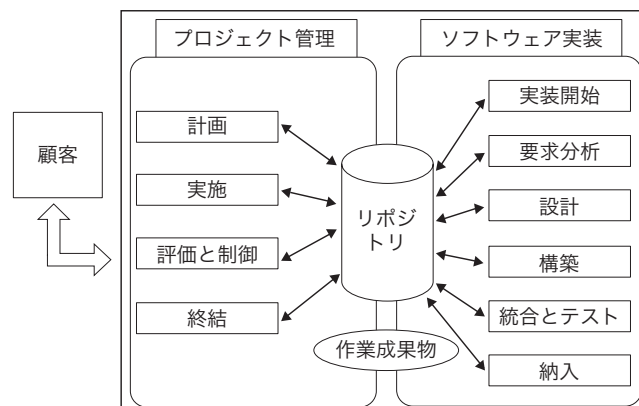 プロジェクト管理
ソフトウェア実装
顧客
計画
実施
評価と制御
終結
リポジ
トリ
作業成果物
実装開始
要求分析
設計
構築
統合とテスト
納入